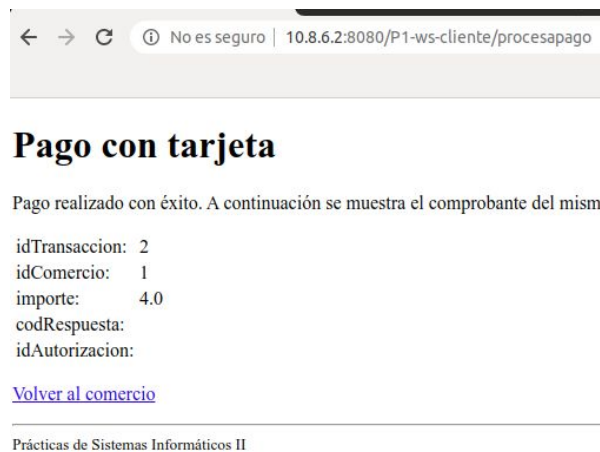 No es seguro | 10.8.6.2:8080/P1-ws-cliente/procesapago
Pago con tarjeta
Pago realizado con éxito. A continuación se muestra el comprobante del mism
idTransaccion: 2
idComercio: 1
importe: 4.0
codRespuesta:
idAutorizacion:
Volver al comercio
Prácticas de Sistemas Informáticos II